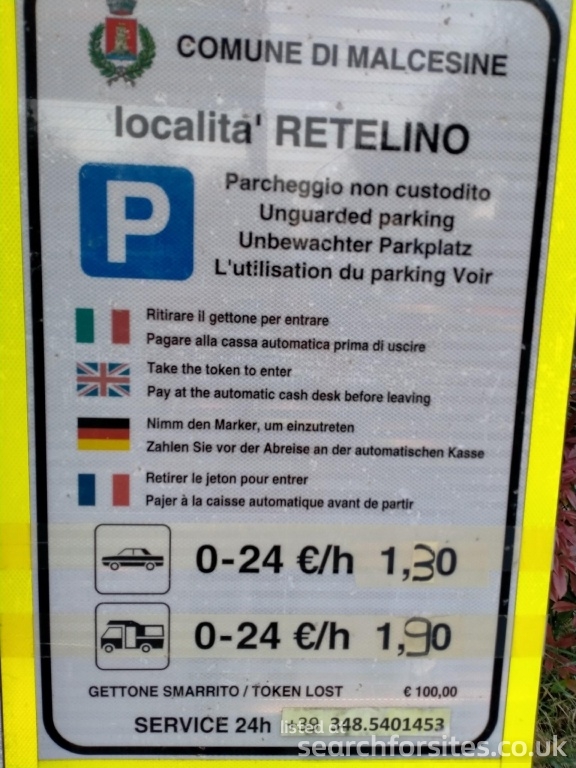 COMUNE DI MALCESINE
localita' RETELINO
P
Parcheggio non custodito
Unguarded parking
Unbewachter Parkplatz
L'utilisation du parking Voir
Ritirare il gettone per entrare
Pagare alla cassa automatica prima di uscire
Take the token to enter
Pay at the automatic cash desk before leaving
Nimm den Marker, um einzutreten
Zahlen Sie vor der Abreise an der automatischen Kasse
Retirer le jeton pour entrer
Pajer à la caisse automatique avant de partir
0-24 €/h 1,30
0-24 €/h 1,90
GETTONE SMARRITO / TOKEN LOST € 100,00
SERVICE 24h +39 348.5401453
listed at
searchforsites.co.uk